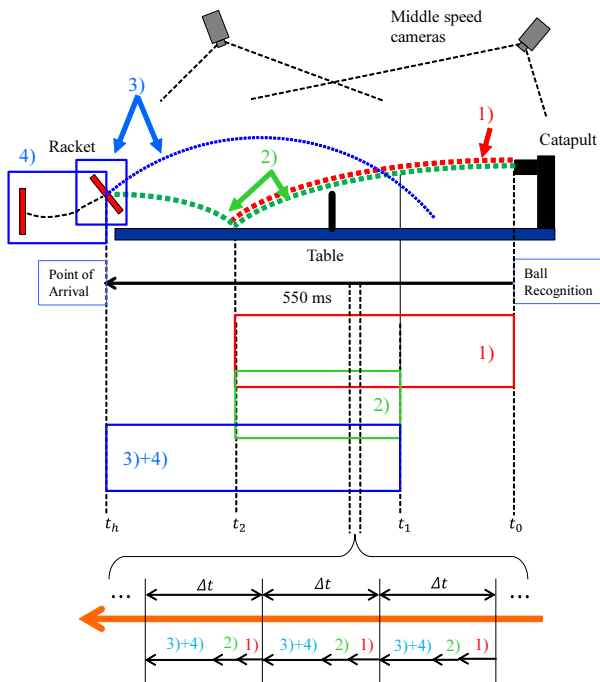 Middle speed
cameras
3)
1)
Racket
Catapult
4)
2)
Table
Point of
Arrival
550 ms
Ball
Recognition
1)
2)
3)+4)
t_h
t_2
t_1
t_0
... Δt Δt Δt ...
3)+4) 2) 1) 3)+4) 2) 1) 3)+4) 2) 1)